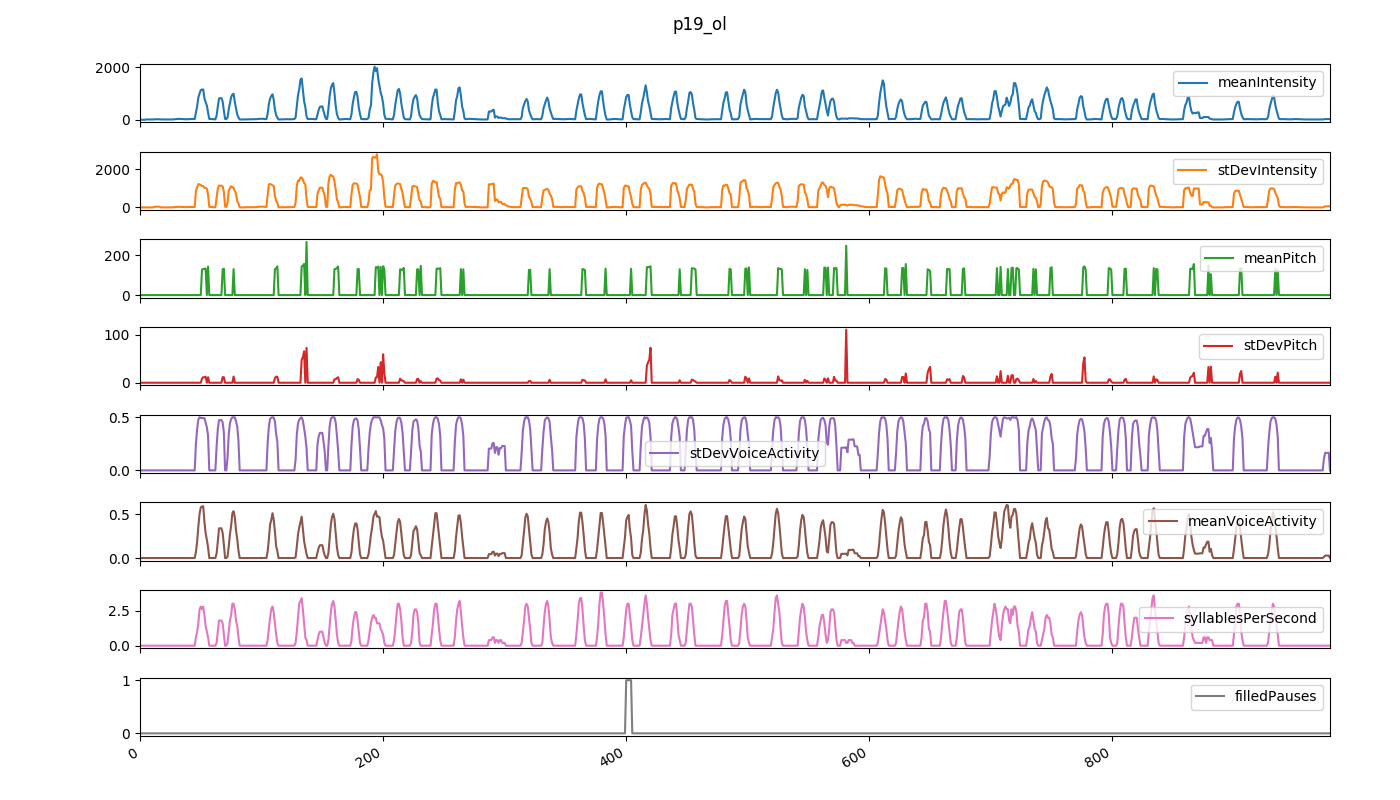 p19_ol
2000
0
meanIntensity
2000
0
stDevIntensity
200
0
meanPitch
100
0
stDevPitch
0.5
0.0
stDevVoiceActivity
0.5
0.0
meanVoiceActivity
2.5
0.0
syllablesPerSecond
1
0
filledPauses
0 200 400 600 800